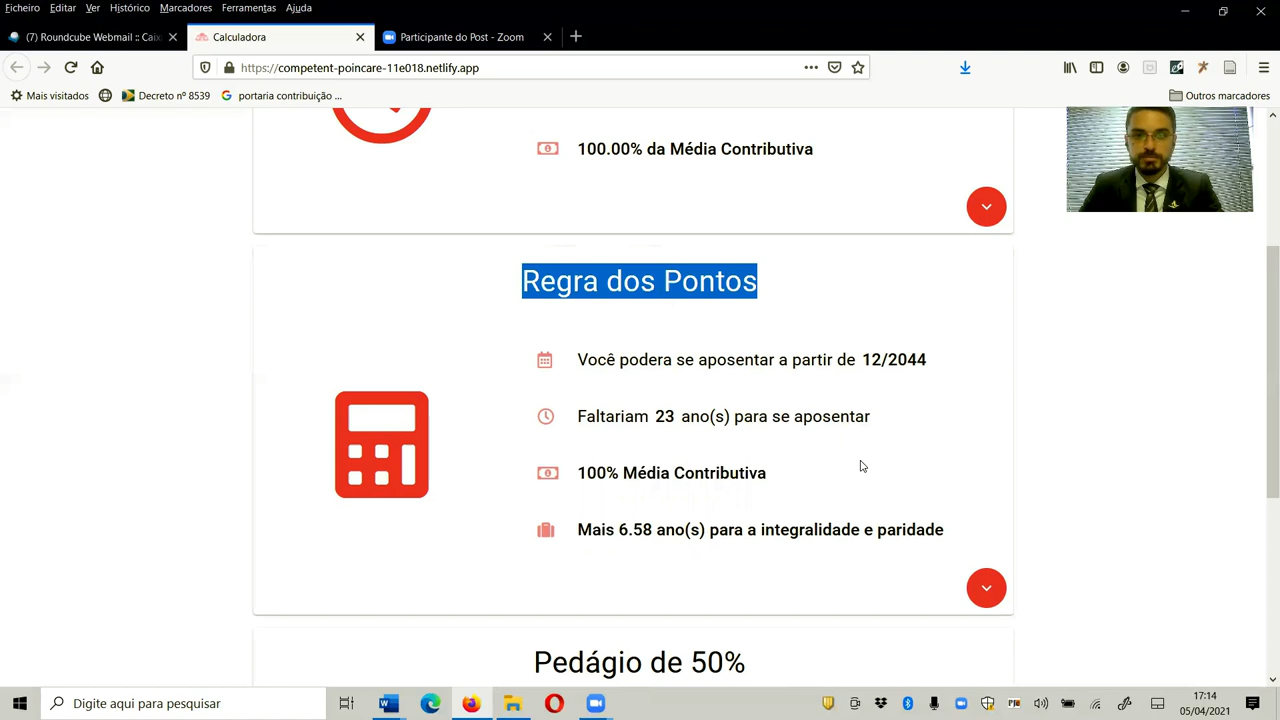 Ficheiro Editar Ver Histórico Marcadores Ferramentas Ajuda
(7) Roundcube Webmail :: Caix
Calculadora
Participante do Post - Zoom
https://competent-poincare-11e018.netlify.app
Mais visitados
Decreto nº 8539
portaria contribuição ...
Outros marcadores
100.00% da Média Contributiva
Regra dos Pontos
Você podera se aposentar a partir de 12/2044
Faltariam 23 ano(s) para se aposentar
100% Média Contributiva
Mais 6.58 ano(s) para a integralidade e paridade
Pedágio de 50%
Digite aqui para pesquisar
17:14
05/04/2021